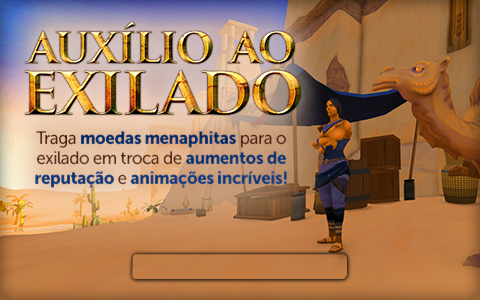 AUXÍLIO AO
EXILADO
Traga moedas menaphitas para o
exilado em troca de aumentos de
reputação e animações incríveis!